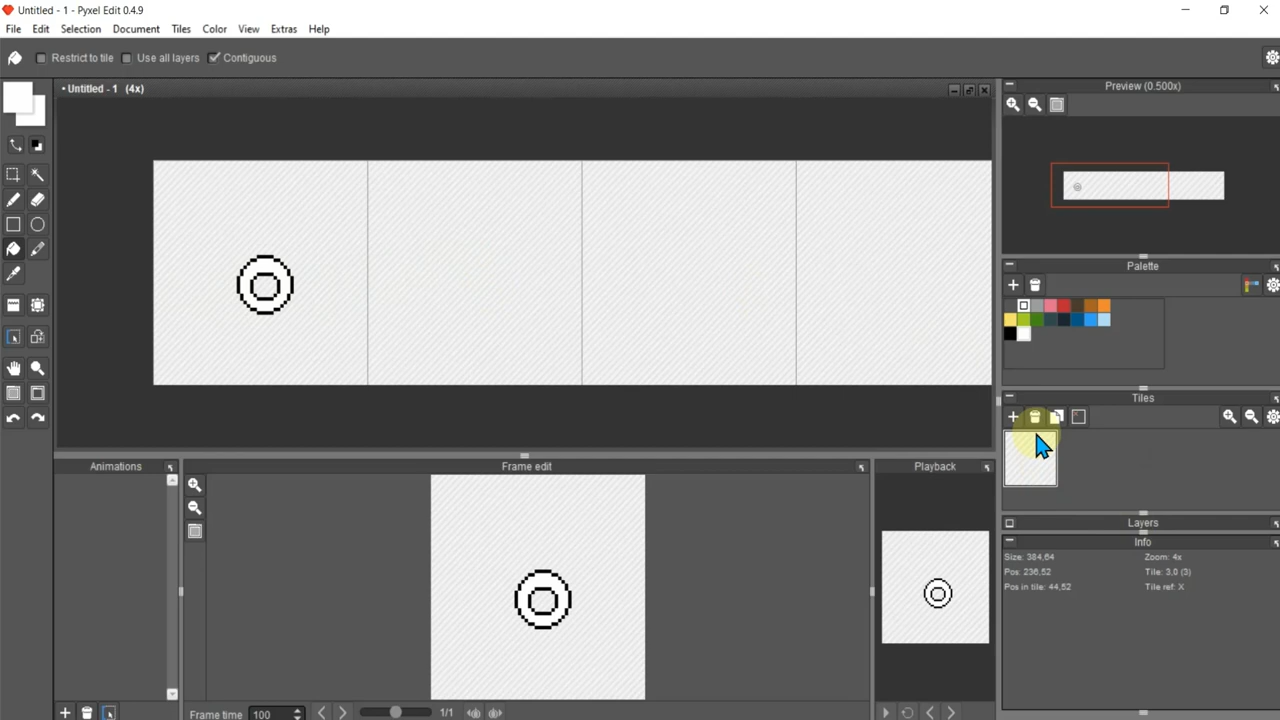 Untitled - 1 - Pyxel Edit 0.4.9
File Edit Selection Document Tiles Color View Extras Help
Restrict to tile Use all layers Contiguous
• Untitled - 1 (4x)
Preview (0.500x)
Palette
Tiles
Animations
Frame edit
Playback
Layers
Info
Size: 384,64 Zoom: 4x
Pos: 236,52 Tile: 3,0 (3)
Pos in tile: 44,52 Tile ref: X
Frame time 100 1/1